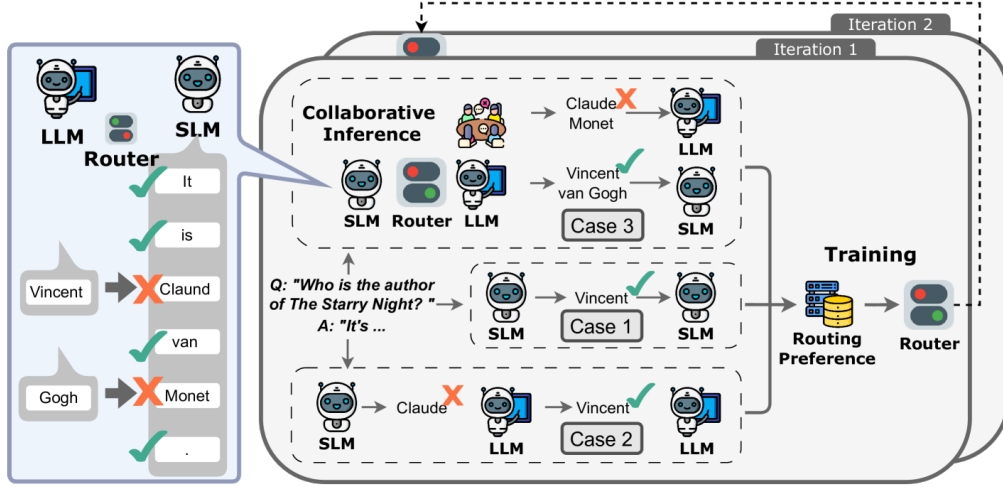 Iteration 2
Iteration 1
LLM
SLM
Router
It
is
Vincent
Claund
van
Gogh
Monet
.
Collaborative
Inference
Claude
Monet
LLM
SLM
Router
LLM
Vincent
van Gogh
SLM
Case 3
Q: "Who is the author
of The Starry Night? "
A: "It's ...
SLM
Vincent
SLM
Case 1
SLM
Claude
LLM
Vincent
LLM
Case 2
Training
Routing
Preference
Router